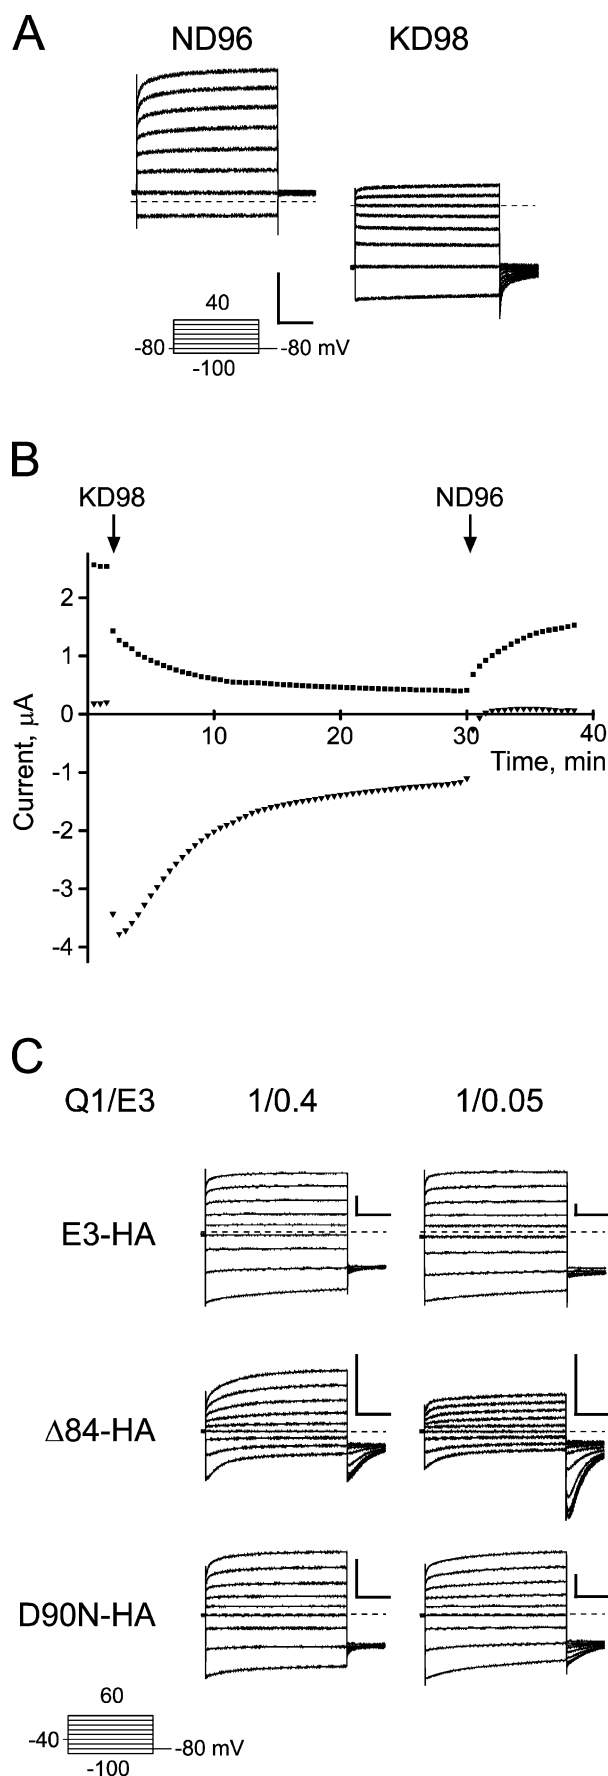 A
ND96 KD98
40
-80 -80 mV
-100
B
KD98 ND96
Current, µA
2
1
0
-1
-2
-3
-4
10 20 30 40
Time, min
C
Q1/E3 1/0.4 1/0.05
E3-HA
Δ84-HA
D90N-HA
60
-40 -80 mV
-100